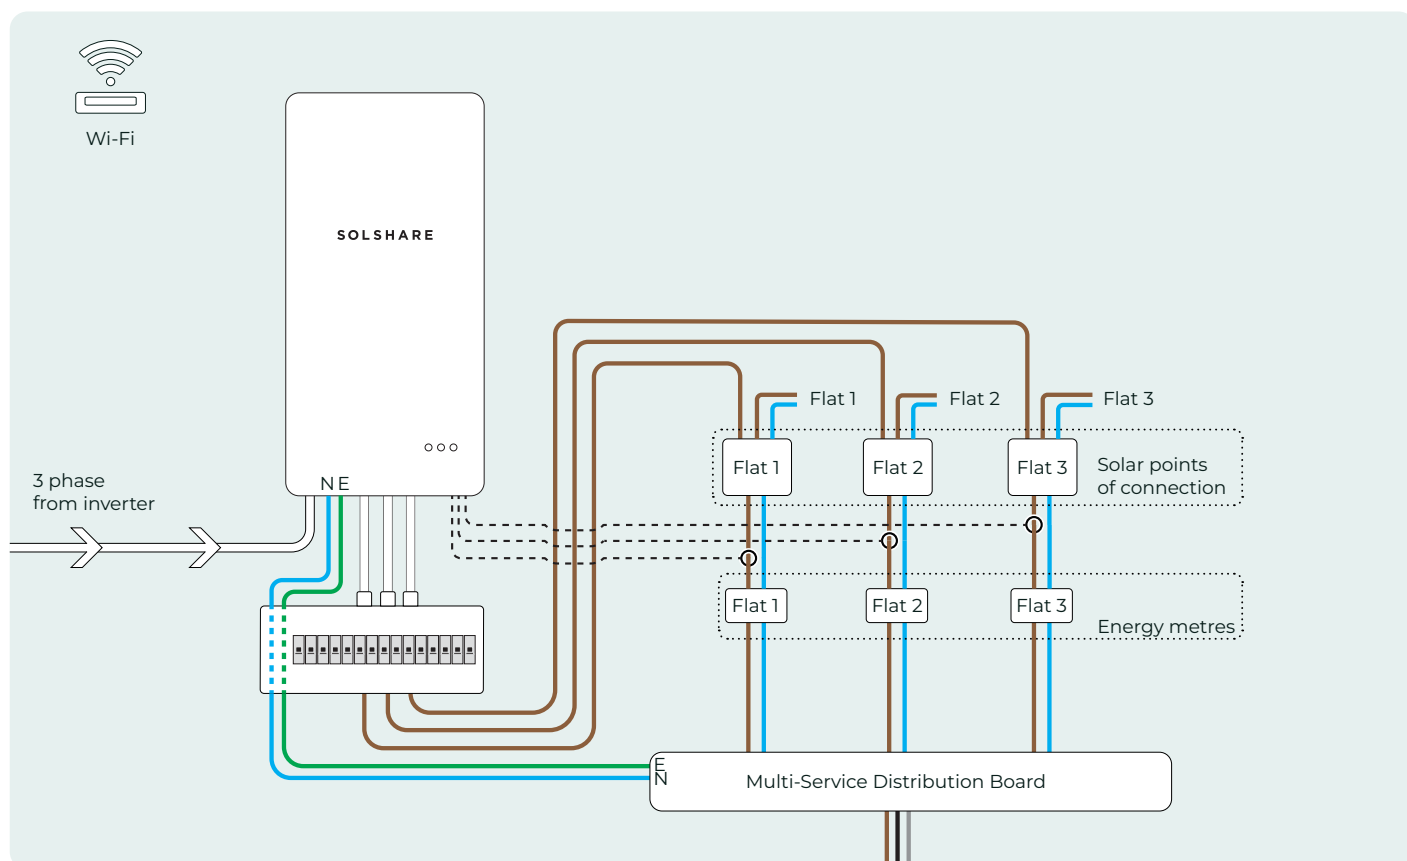 Wi-Fi
SOLSHARE
Flat 1
Flat 2
Flat 3
Flat 1
Flat 2
Flat 3
Solar points
of connection
3 phase
from inverter
N E
Flat 1
Flat 2
Flat 3
Energy metres
E
N
Multi-Service Distribution Board